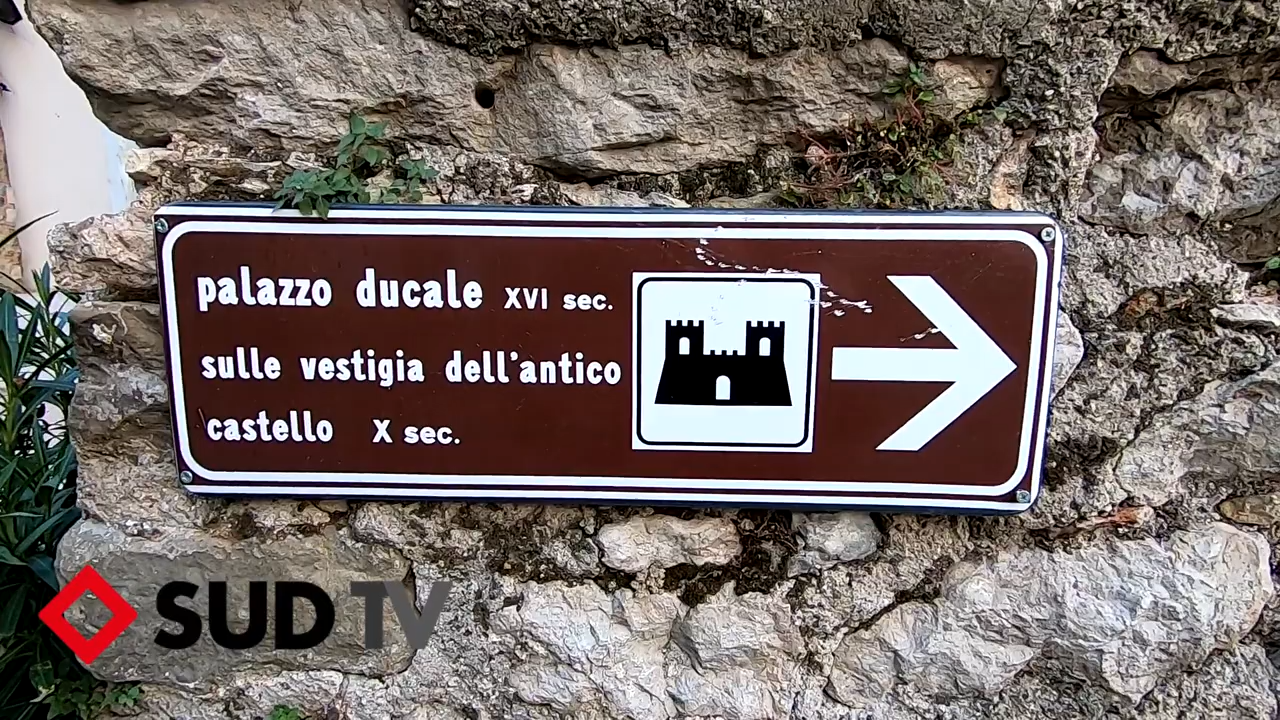 palazzo ducale XVI sec.
sulle vestigia dell'antico
castello X sec.
SUD TV